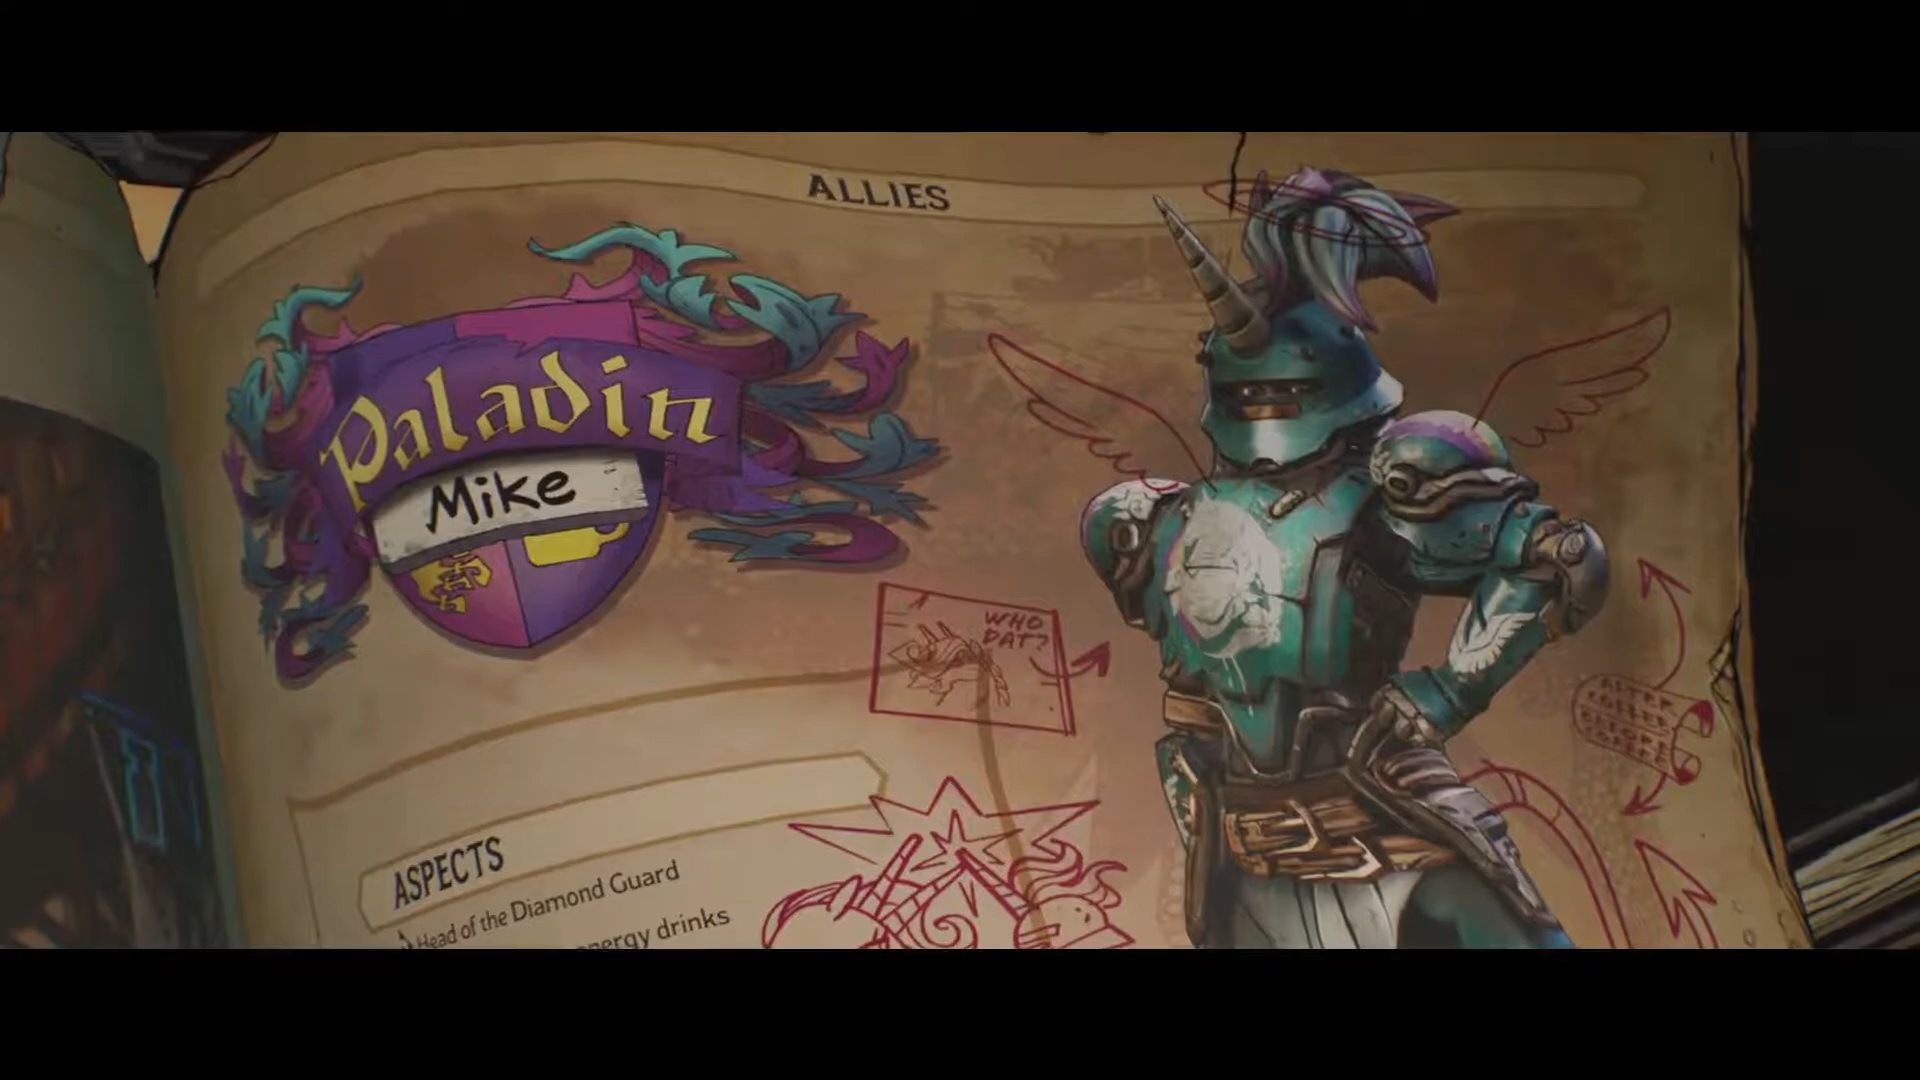 ALLIES
Paladin
Mike
WHO
DAT?
ASPECTS
Head of the Diamond Guard
energy drinks